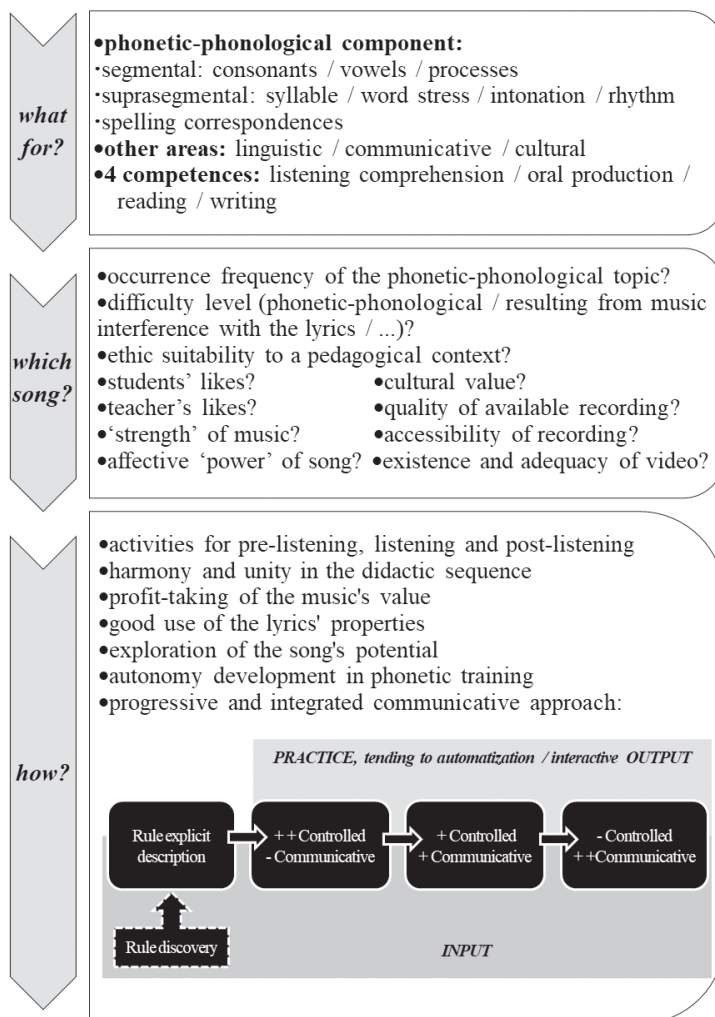 what
for?
•phonetic-phonological component:
·segmental: consonants / vowels / processes
·suprasegmental: syllable / word stress / intonation / rhythm
·spelling correspondences
•other areas: linguistic / communicative / cultural
•4 competences: listening comprehension / oral production /
reading / writing
which
song?
•occurrence frequency of the phonetic-phonological topic?
•difficulty level (phonetic-phonological / resulting from music
interference with the lyrics / ...)?
•ethic suitability to a pedagogical context?
•students' likes? •cultural value?
•teacher's likes? •quality of available recording?
•‘strength’ of music? •accessibility of recording?
•affective ‘power’ of song? •existence and adequacy of video?
how?
•activities for pre-listening, listening and post-listening
•harmony and unity in the didactic sequence
•profit-taking of the music's value
•good use of the lyrics' properties
•exploration of the song's potential
•autonomy development in phonetic training
•progressive and integrated communicative approach:
PRACTICE, tending to automatization / interactive OUTPUT
Rule explicit
description
++Controlled
- Communicative
+ Controlled
+ Communicative
- Controlled
++Communicative
Rule discovery
INPUT